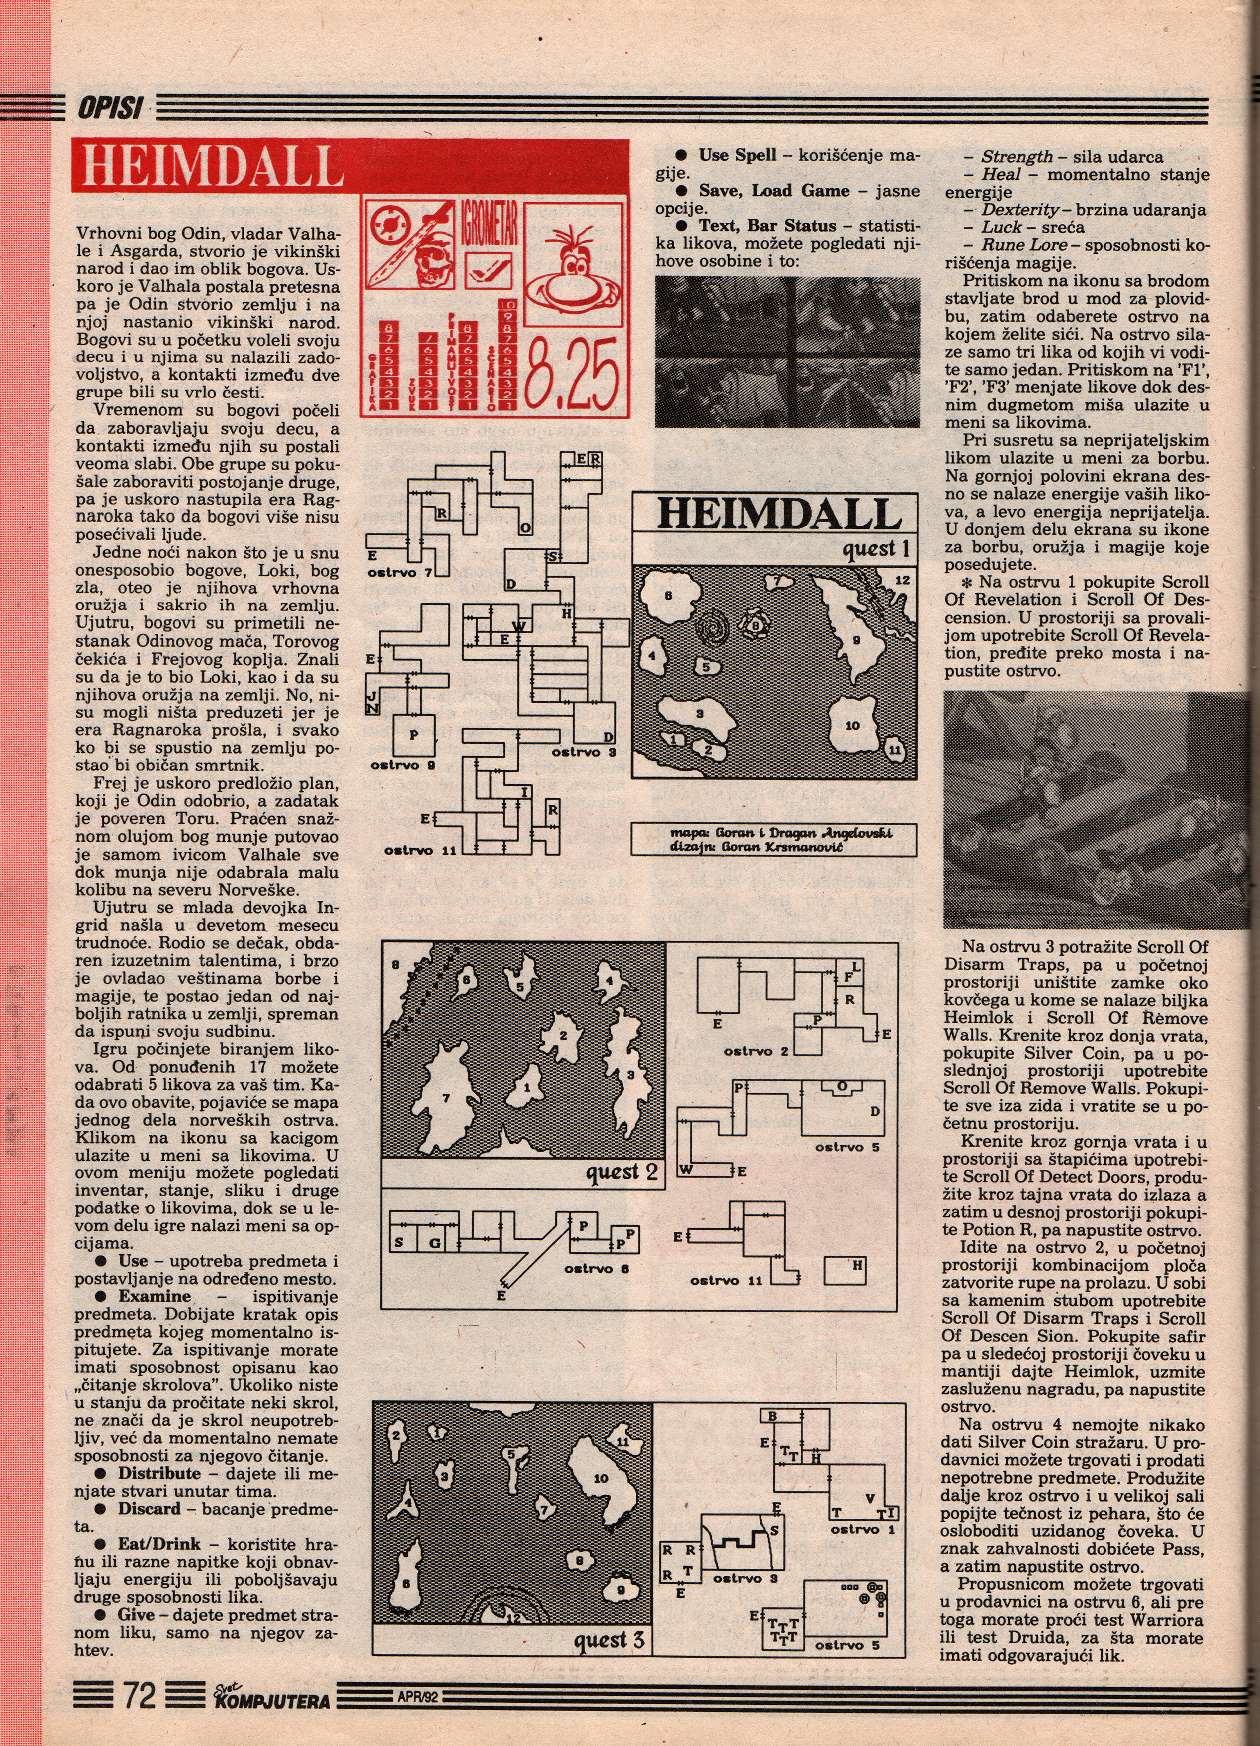 OPISI
HEIMDALL
Vrhovni bog Odin, vladar Valha-
le i Asgarda, stvorio je vikinški
narod i dao im oblik bogova. Us-
koro je Valhala postala pretesna
pa je Odin stvorio zemlju i na
njoj nastanio vikinški narod.
Bogovi su u početku voleli svoju
decu i u njima su nalazili zado-
voljstvo, a kontakti između dve
grupe bili su vrlo česti.
Vremenom su bogovi počeli
da zaboravljaju svoju decu, a
kontakti između njih su postali
veoma slabi. Obe grupe su poku-
šale zaboraviti postojanje druge,
pa je uskoro nastupila era Rag-
naroka tako da bogovi više nisu
posećivali ljude.
Jedne noći nakon što je u snu
onesposobio bogove, Loki, bog
zla, oteo je njihova vrhovna
oružja i sakrio ih na zemlju.
Ujutru, bogovi su primetili ne-
stanak Odinovog mača, Torovog
čekića i Frejovog koplja. Znali
su da je to bio Loki, kao i da su
njihova oružja na zemlji. No, ni-
su mogli ništa preduzeti jer je
era Ragnaroka prošla, i svako
ko bi se spustio na zemlju po-
stao bi običan smrtnik.
Frej je uskoro predložio plan,
koji je Odin odobrio, a zadatak
je poveren Toru. Praćen snaž-
nom olujom bog munje putovao
je samom ivicom Valhale sve
dok munja nije odabrala malu
kolibu na severu Norveške.
Ujutru se mlada devojka In-
grid našla u devetom mesecu
trudnoće. Rodio se dečak, obda-
ren izuzetnim talentima, i brzo
je ovladao veštinama borbe i
magije, te postao jedan od naj-
boljih ratnika u zemlji, spreman
da ispuni svoju sudbinu.
Igru počinjete biranjem liko-
va. Od ponuđenih 17 možete
odabrati 5 likova za vaš tim. Ka-
da ovo obavite, pojaviće se mapa
jednog dela norveških ostrva.
Klikom na ikonu sa kacigom
ulazite u meni sa likovima. U
ovom meniju možete pogledati
inventar, stanje, sliku i druge
podatke o likovima, dok se u le-
vom delu igre nalazi meni sa op-
cijama.
● Use – upotreba predmeta i
postavljanje na određeno mesto.
● Examine – ispitivanje
predmeta. Dobijate kratak opis
predmeta kojeg momentalno is-
pitujete. Za ispitivanje morate
imati sposobnost opisanu kao
„čitanje skrolova”. Ukoliko niste
u stanju da pročitate neki skrol,
ne znači da je skrol neupotreb-
ljiv, već da momentalno nemate
sposobnosti za njegovo čitanje.
● Distribute – dajete ili me-
njate stvari unutar tima.
● Discard – bacanje predme-
ta.
● Eat/Drink – koristite hra-
nu ili razne napitke koji obnav-
ljaju energiju ili poboljšavaju
druge sposobnosti lika.
● Give – dajete predmet stra-
nom liku, samo na njegov za-
htev.
IGROMETAR
GRAFIKA
ZVUK
PRIMAMLJIVOST
SCENARIO
8.25
● Use Spell – korišćenje ma-
gije.
● Save, Load Game – jasne
opcije.
● Text, Bar Status – statisti-
ka likova, možete pogledati nji-
hove osobine i to:
ostrvo 7
ostrvo 9
ostrvo 3
ostrvo 11
HEIMDALL
quest 1
mapa: Goran i Dragan Angelovski
dizajn: Goran Krsmanović
quest 2
ostrvo 2
ostrvo 5
ostrvo 6
ostrvo 11
quest 3
ostrvo 1
ostrvo 3
ostrvo 5
– Strength – sila udarca
– Heal – momentalno stanje
energije
– Dexterity – brzina udaranja
– Luck – sreća
– Rune Lore – sposobnosti ko-
rišćenja magije.
Pritiskom na ikonu sa brodom
stavljate brod u mod za plovid-
bu, zatim odaberete ostrvo na
kojem želite sići. Na ostrvo sila-
ze samo tri lika od kojih vi vodi-
te samo jedan. Pritiskom na 'F1',
'F2', 'F3' menjate likove dok des-
nim dugmetom miša ulazite u
meni sa likovima.
Pri susretu sa neprijateljskim
likom ulazite u meni za borbu.
Na gornjoj polovini ekrana des-
no se nalaze energije vaših liko-
va, a levo energija neprijatelja.
U donjem delu ekrana su ikone
za borbu, oružja i magije koje
posedujete.
✻ Na ostrvu 1 pokupite Scroll
Of Revelation i Scroll Of Des-
cension. U prostoriji sa provali-
jom upotrebite Scroll Of Revela-
tion, pređite preko mosta i na-
pustite ostrvo.
Na ostrvu 3 potražite Scroll Of
Disarm Traps, pa u početnoj
prostoriji uništite zamke oko
kovčega u kome se nalaze biljka
Heimlok i Scroll Of Remove
Walls. Krenite kroz donja vrata,
pokupite Silver Coin, pa u po-
slednjoj prostoriji upotrebite
Scroll Of Remove Walls. Pokupi-
te sve iza zida i vratite se u po-
četnu prostoriju.
Krenite kroz gornja vrata i u
prostoriji sa štapićima upotrebi-
te Scroll Of Detect Doors, produ-
žite kroz tajna vrata do izlaza a
zatim u desnoj prostoriji pokupi-
te Potion R, pa napustite ostrvo.
Idite na ostrvo 2, u početnoj
prostoriji kombinacijom ploča
zatvorite rupe na prolazu. U sobi
sa kamenim stubom upotrebite
Scroll Of Disarm Traps i Scroll
Of Descen Sion. Pokupite safir
pa u sledećoj prostoriji čoveku u
mantiji dajte Heimlok, uzmite
zasluženu nagradu, pa napustite
ostrvo.
Na ostrvu 4 nemojte nikako
dati Silver Coin stražaru. U pro-
davnici možete trgovati i prodati
nepotrebne predmete. Produžite
dalje kroz ostrvo i u velikoj sali
popijte tečnost iz pehara, što će
osloboditi uzidanog čoveka. U
znak zahvalnosti dobićete Pass,
a zatim napustite ostrvo.
Propusnicom možete trgovati
u prodavnici na ostrvu 6, ali pre
toga morate proći test Warriora
ili test Druida, za šta morate
imati odgovarajući lik.
72 Svet KOMPJUTERA APR/92